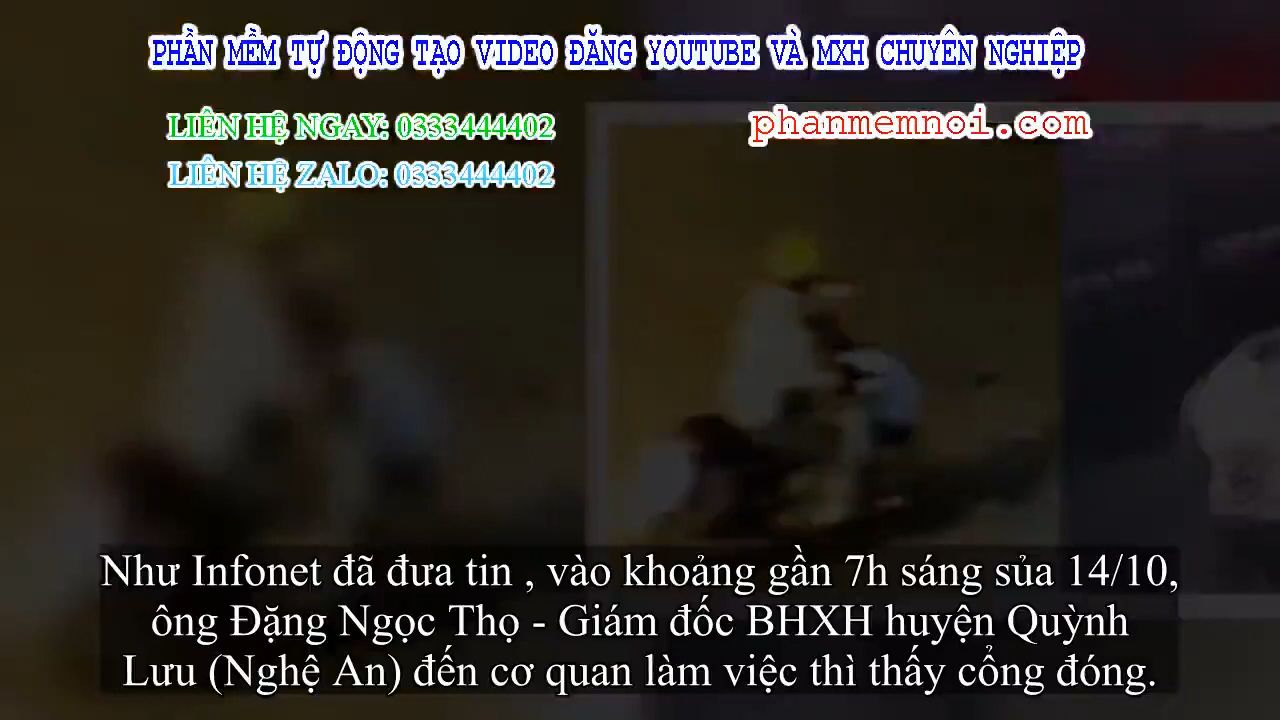 PHẦN MỀM TỰ ĐỘNG TẠO VIDEO ĐĂNG YOUTUBE VÀ MXH CHUYÊN NGHIỆP
LIÊN HỆ NGAY: 0333444402
phanmemnoi.com
LIÊN HỆ ZALO: 0333444402
Như Infonet đã đưa tin , vào khoảng gần 7h sáng sủa 14/10,
ông Đặng Ngọc Thọ - Giám đốc BHXH huyện Quỳnh
Lưu (Nghệ An) đến cơ quan làm việc thì thấy cổng đóng.